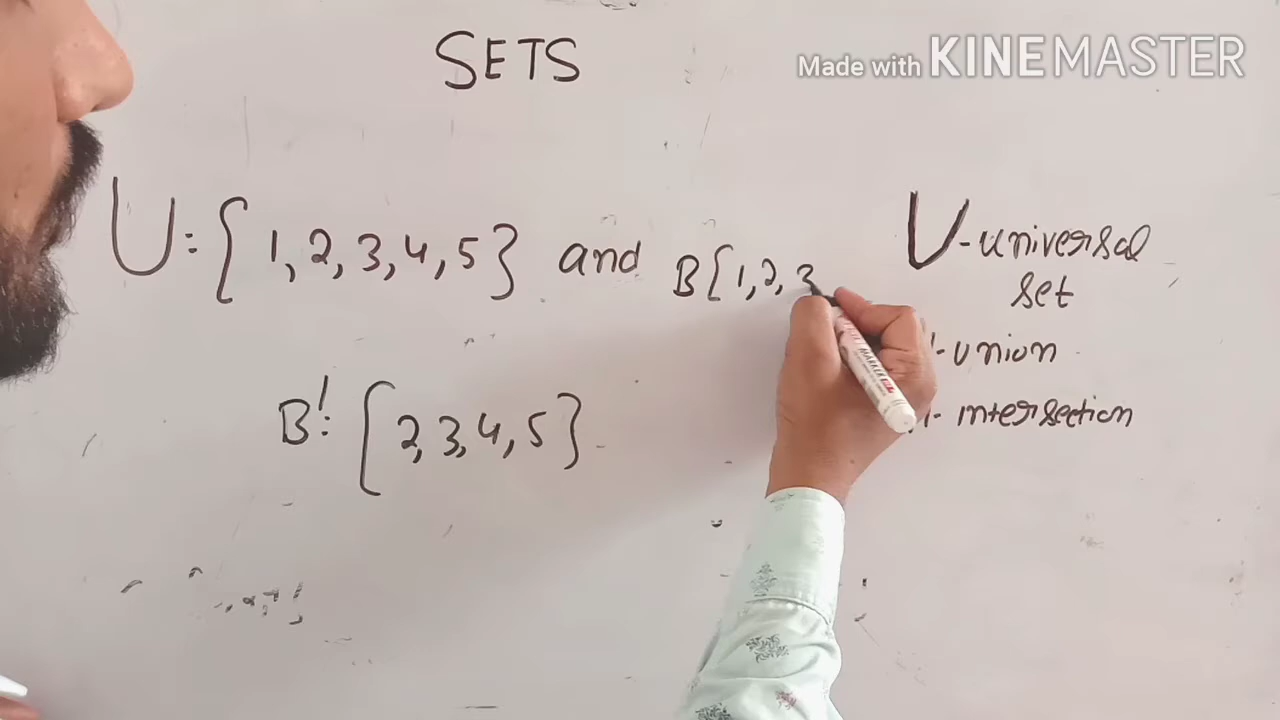 SETS
Made with KINEMASTER
U: { 1, 2, 3, 4, 5 } and B{ 1, 2, 3
U - universal
set
- union
B': { 2, 3, 4, 5 }
- intersection